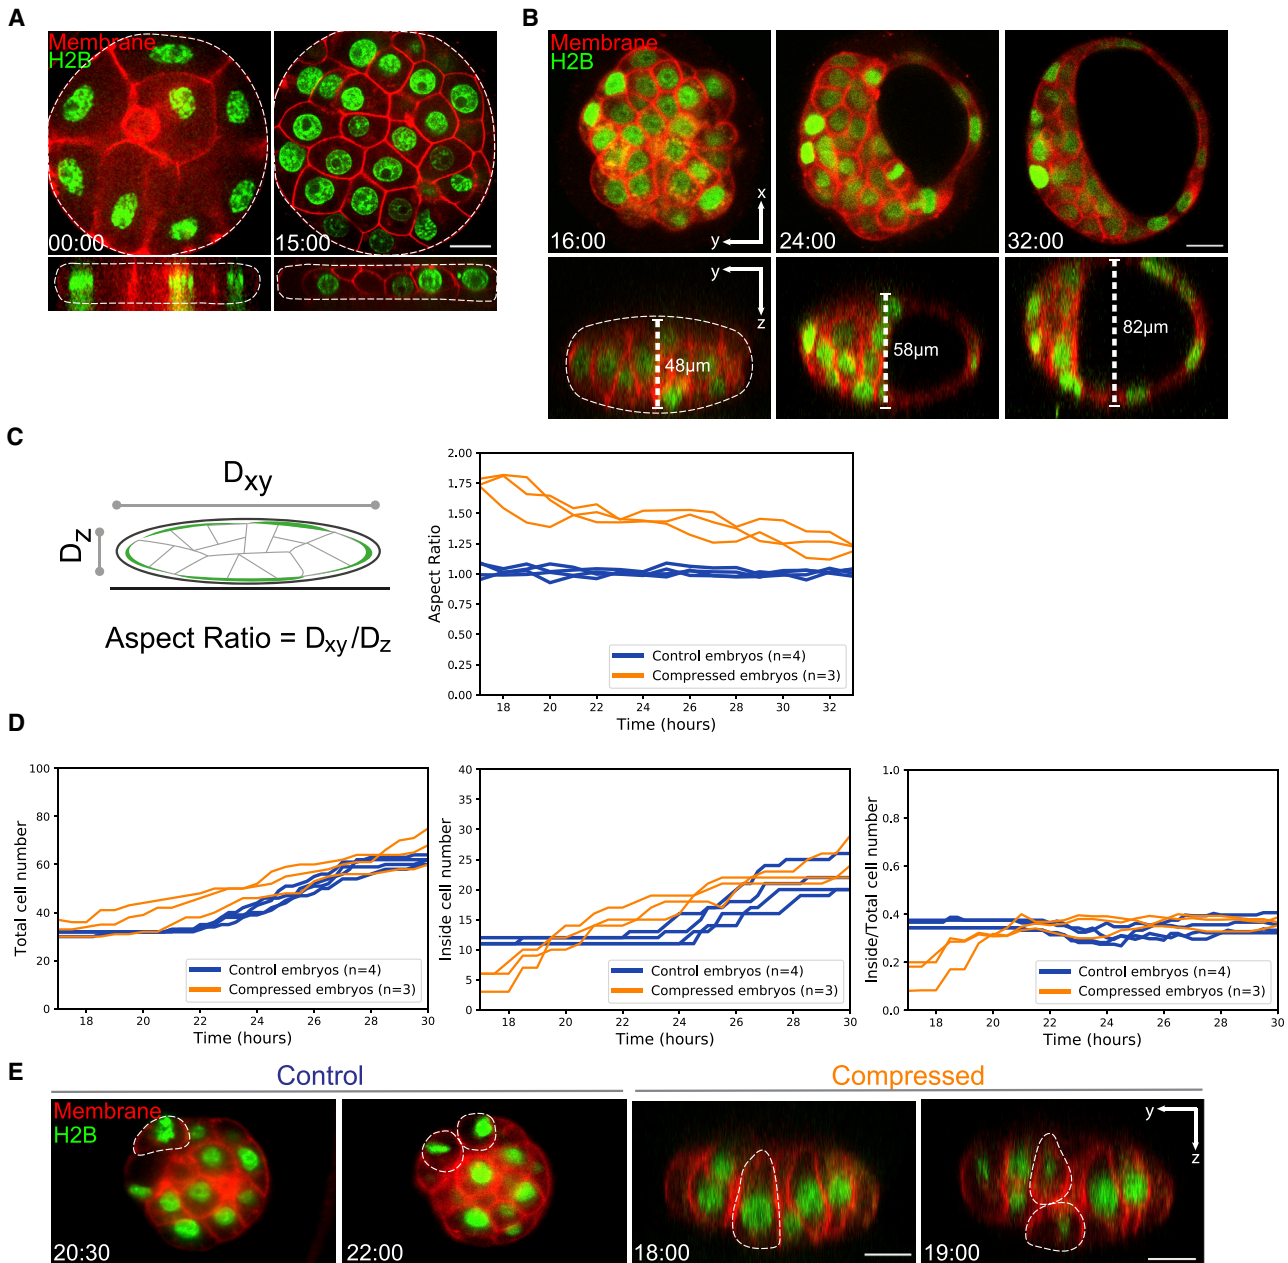 A
Membrane
H2B
00:00
15:00
B
Membrane
H2B
16:00
x
y
24:00
32:00
y
z
48µm
58µm
82µm
C
Dxy
Dz
Aspect Ratio = Dxy/Dz
2.00
1.75
1.50
1.25
1.00
0.75
0.50
0.25
0.00
Aspect Ratio
Control embryos (n=4)
Compressed embryos (n=3)
18 20 22 24 26 28 30 32
Time (hours)
D
100
80
60
40
20
0
Total cell number
Control embryos (n=4)
Compressed embryos (n=3)
18 20 22 24 26 28 30
Time (hours)
40
35
30
25
20
15
10
5
0
Inside cell number
Control embryos (n=4)
Compressed embryos (n=3)
18 20 22 24 26 28 30
Time (hours)
1.0
0.8
0.6
0.4
0.2
0.0
Inside/Total cell number
Control embryos (n=4)
Compressed embryos (n=3)
18 20 22 24 26 28 30
Time (hours)
E
Control
Compressed
Membrane
H2B
20:30
22:00
18:00
19:00
y
z